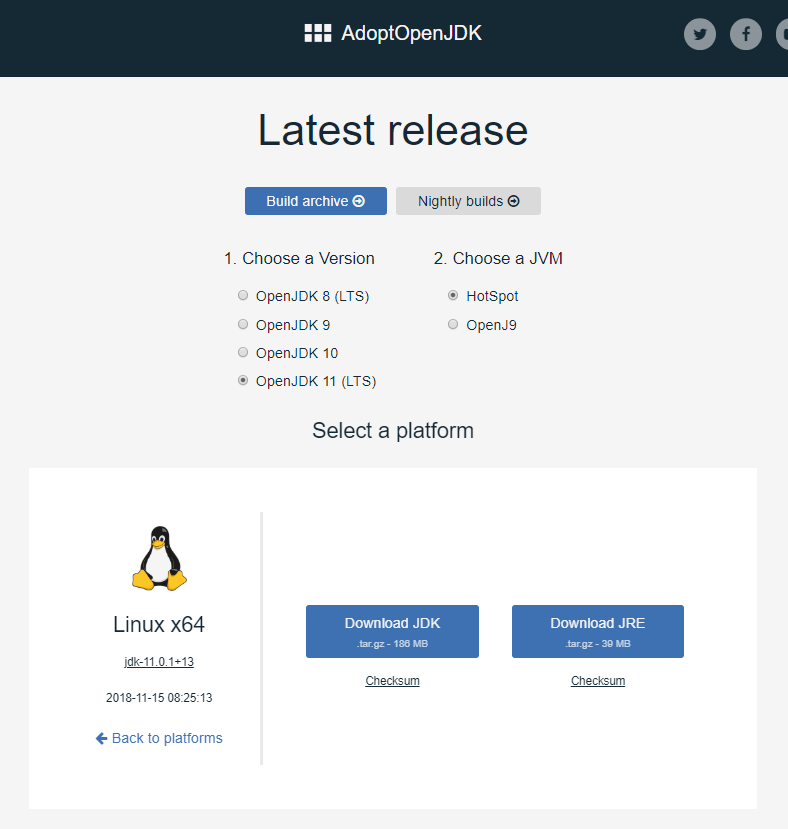 AdoptOpenJDK
Latest release
Build archive
Nightly builds
1. Choose a Version
OpenJDK 8 (LTS)
OpenJDK 9
OpenJDK 10
OpenJDK 11 (LTS)
2. Choose a JVM
HotSpot
OpenJ9
Select a platform
Linux x64
jdk-11.0.1+13
2018-11-15 08:25:13
Back to platforms
Download JDK
.tar.gz - 186 MB
Checksum
Download JRE
.tar.gz - 39 MB
Checksum